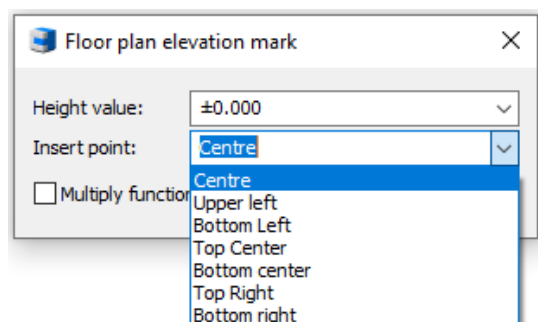 Floor plan elevation mark
Height value: ±0.000
Insert point: Centre
Centre
Multiply function
Upper left
Bottom Left
Top Center
Bottom center
Top Right
Bottom right